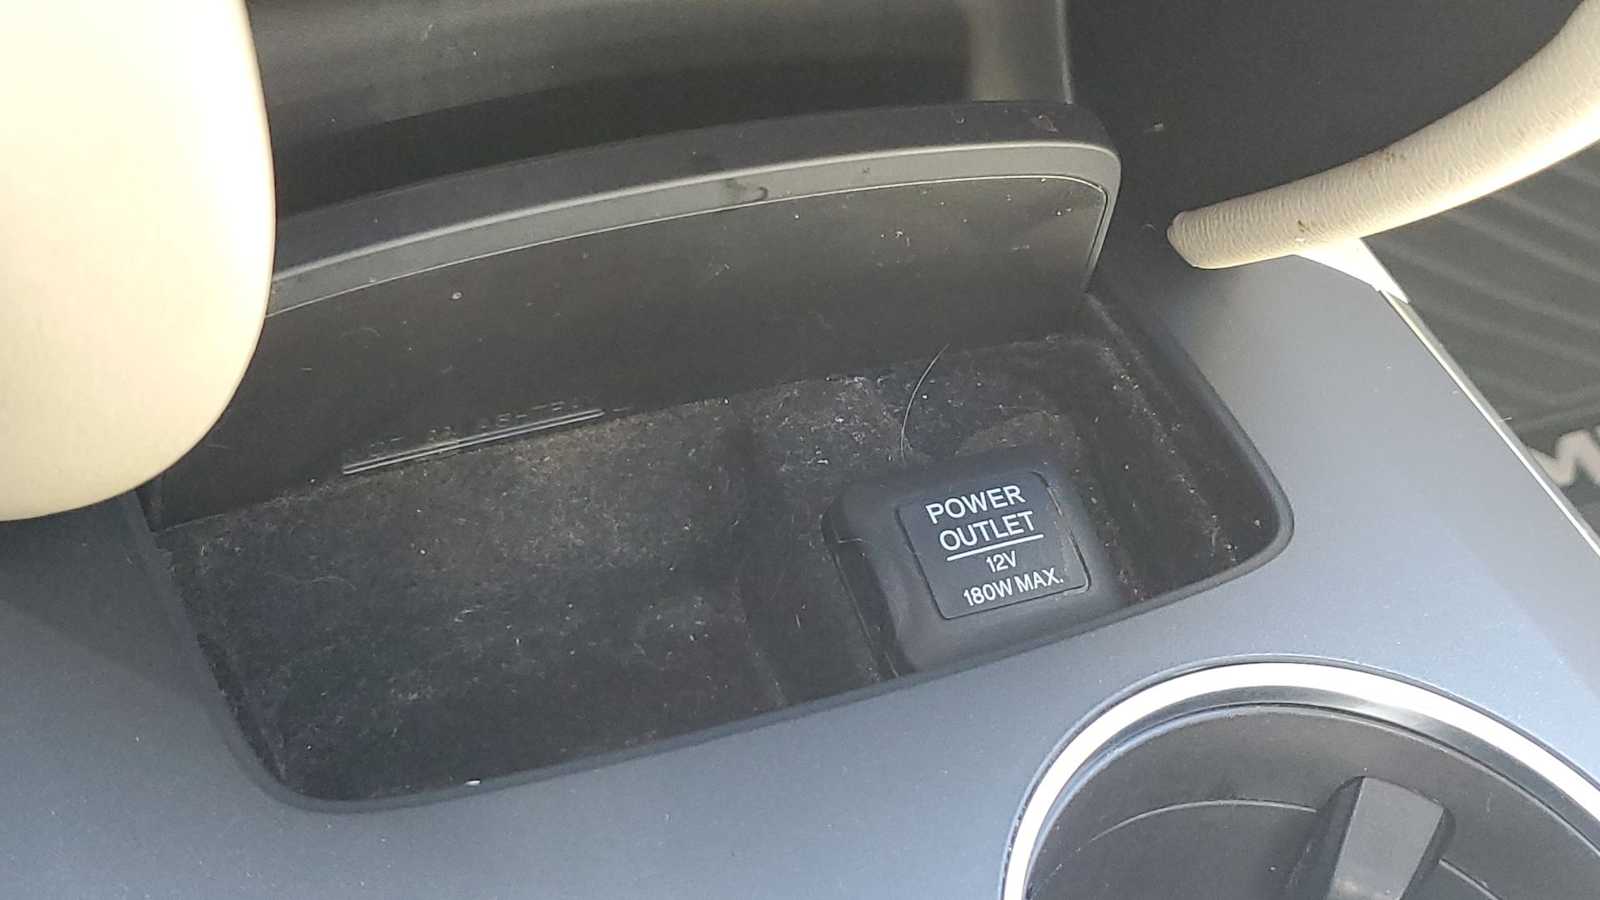 POWER
OUTLET
12V
180W MAX.